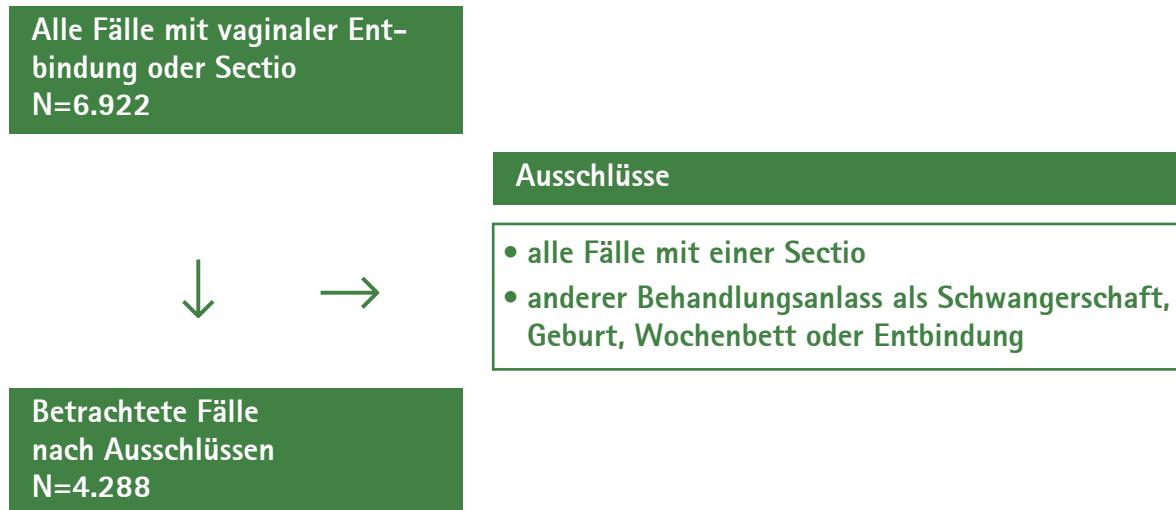 Alle Fälle mit vaginaler Ent-
bindung oder Sectio
N=6.922
Ausschlüsse
• alle Fälle mit einer Sectio
• anderer Behandlungsanlass als Schwangerschaft,
Geburt, Wochenbett oder Entbindung
Betrachtete Fälle
nach Ausschlüssen
N=4.288